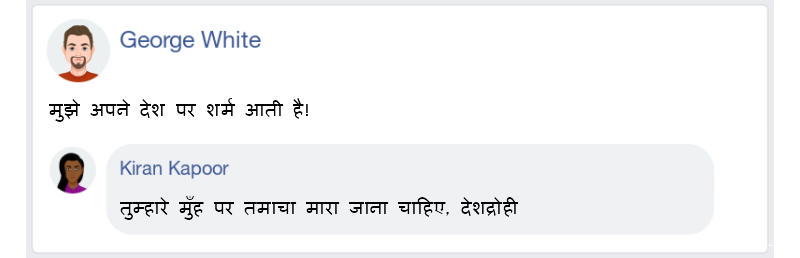 George White
मुझे अपने देश पर शर्म आती है!
Kiran Kapoor
तुम्हारे मुँह पर तमाचा मारा जाना चाहिए, देशद्रोही